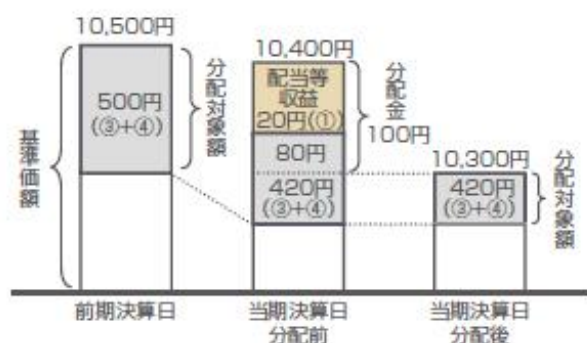 10,500円
500円
(③+④)
分配対象額
基準価額
前期決算日
10,400円
配当等
収益
20円(①)
80円
420円
(③+④)
分配金
100円
当期決算日
分配前
10,300円
420円
(③+④)
分配対象額
当期決算日
分配後